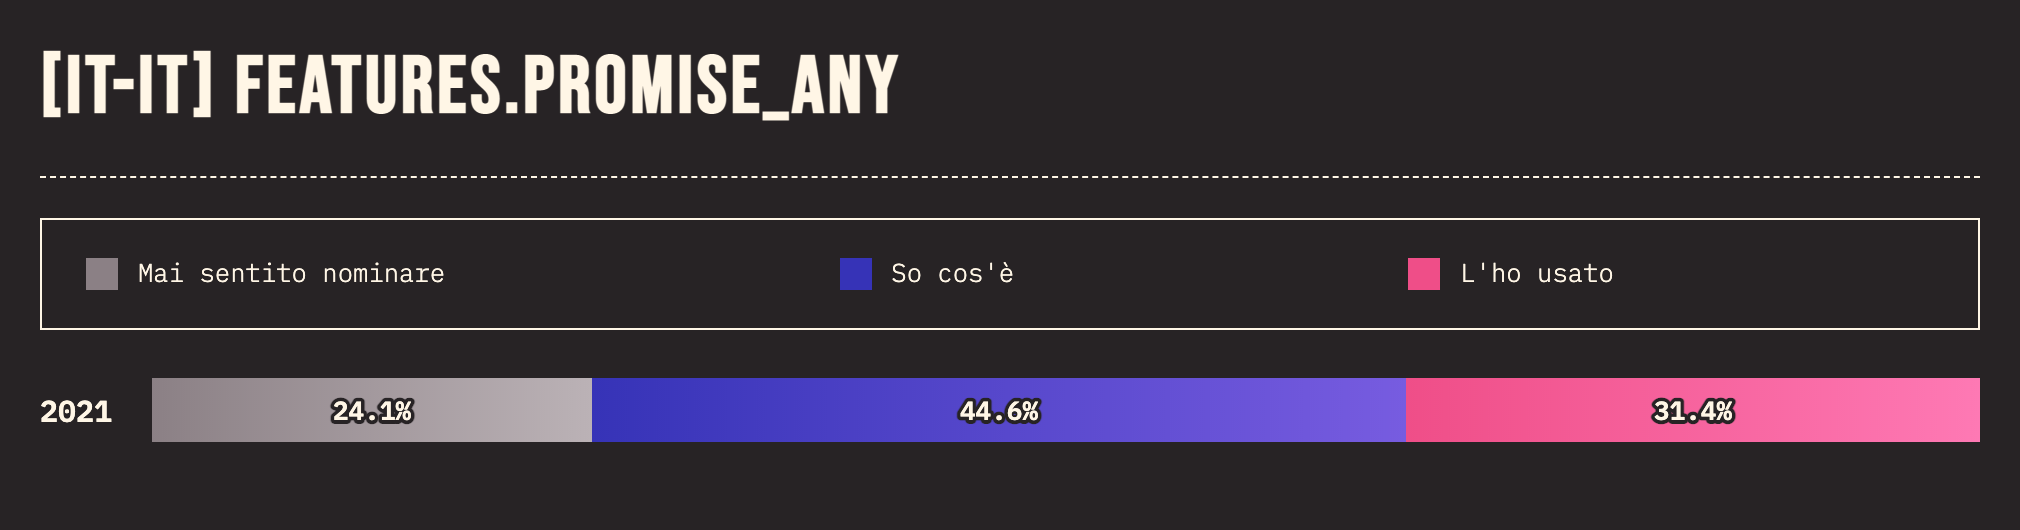 [IT-IT] FEATURES.PROMISE_ANY
Mai sentito nominare
So cos'è
L'ho usato
2021
24.1%
44.6%
31.4%